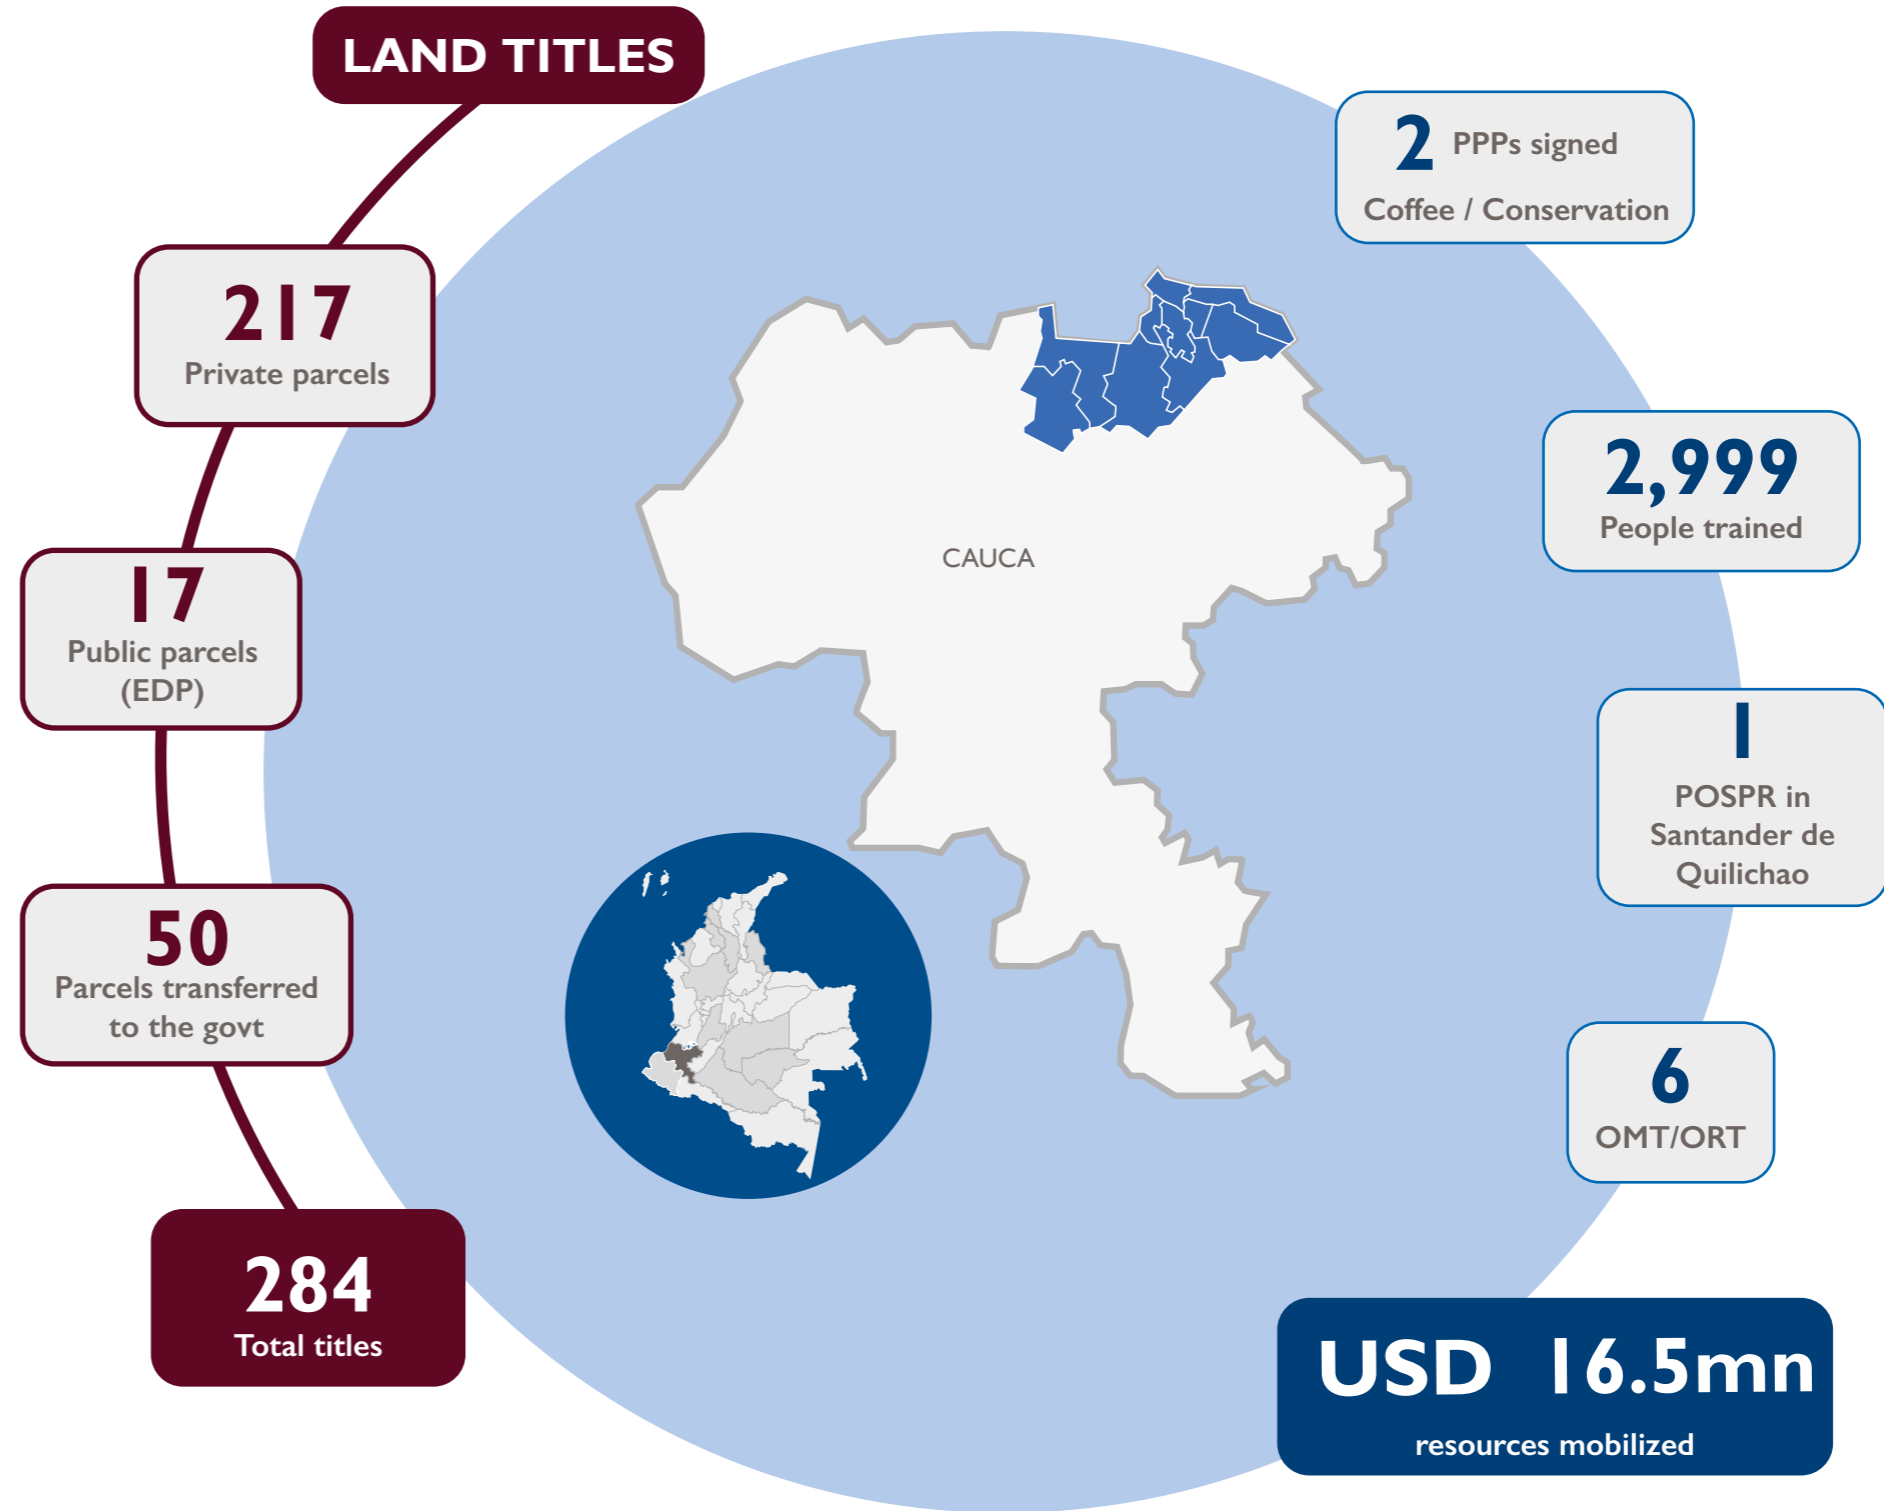 LAND TITLES
217
Private parcels
17
Public parcels
(EDP)
50
Parcels transferred
to the govt
284
Total titles
CAUCA
2 PPPs signed
Coffee / Conservation
2,999
People trained
1
POSPR in
Santander de
Quilichao
6
OMT/ORT
USD 16.5mn
resources mobilized